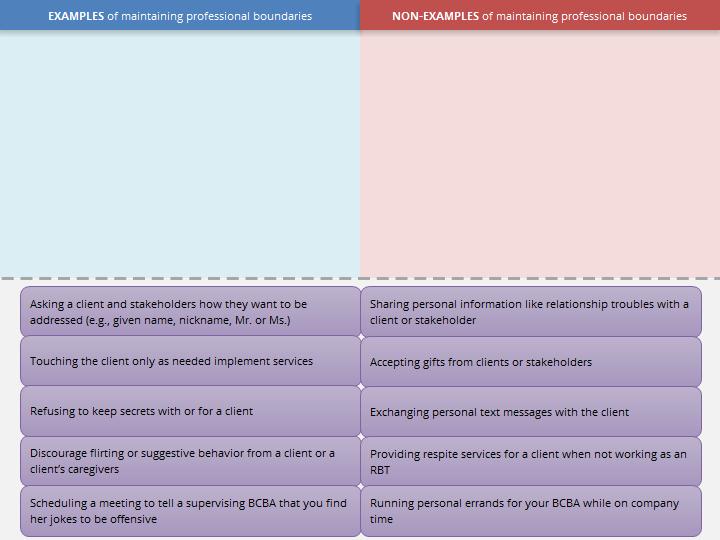 EXAMPLES of maintaining professional boundaries
NON-EXAMPLES of maintaining professional boundaries
Asking a client and stakeholders how they want to be
addressed (e.g., given name, nickname, Mr. or Ms.)
Sharing personal information like relationship troubles with a
client or stakeholder
Touching the client only as needed implement services
Accepting gifts from clients or stakeholders
Refusing to keep secrets with or for a client
Exchanging personal text messages with the client
Discourage flirting or suggestive behavior from a client or a
client’s caregivers
Providing respite services for a client when not working as an
RBT
Scheduling a meeting to tell a supervising BCBA that you find
her jokes to be offensive
Running personal errands for your BCBA while on company
time